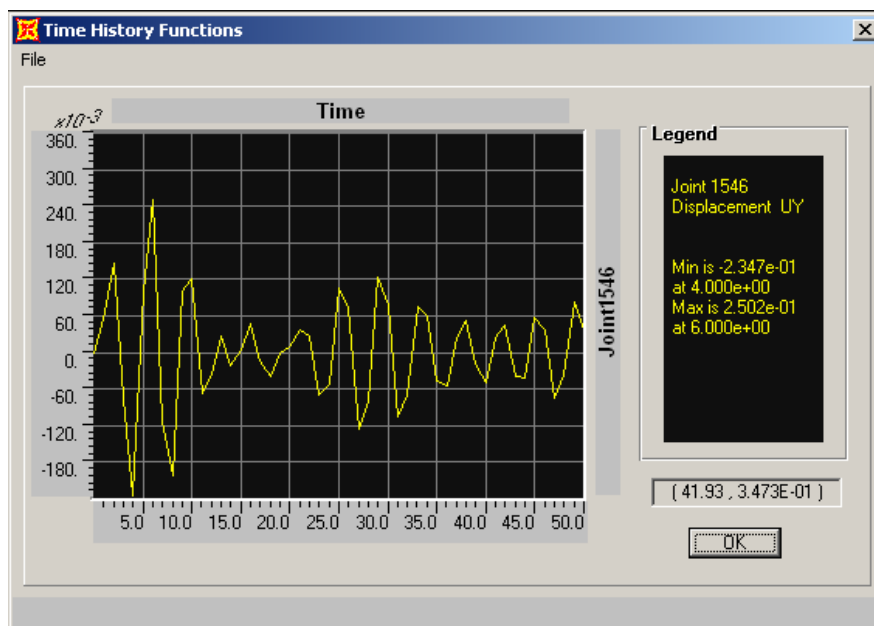 Time History Functions
File
Time
x10-3
360.
300.
240.
180.
120.
60.
0.
-60.
-120.
-180.
5.0 10.0 15.0 20.0 25.0 30.0 35.0 40.0 45.0 50.0
Joint1546
Legend
Joint 1546
Displacement UY
Min is -2.347e-01
at 4.000e+00
Max is 2.502e-01
at 6.000e+00
( 41.93 , 3.473E-01 )
OK